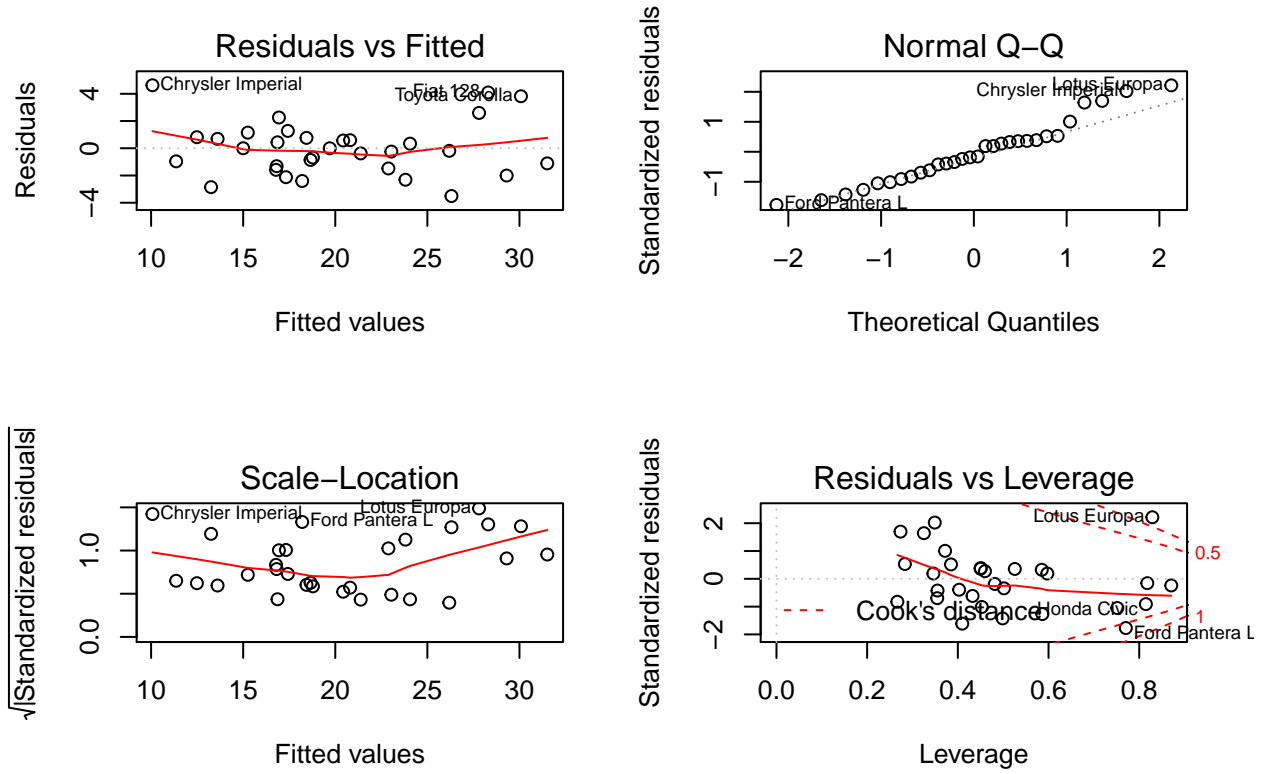 Residuals vs Fitted
Residuals
4
0
−4
Chrysler Imperial
Fiat 128
Toyota Corolla
10 15 20 25 30
Fitted values
Normal Q−Q
Standardized residuals
1
−1
Lotus Europa
Chrysler Imperial
Ford Pantera L
−2 −1 0 1 2
Theoretical Quantiles
Scale−Location
√|Standardized residuals|
1.0
0.0
Chrysler Imperial
Lotus Europa
Ford Pantera L
10 15 20 25 30
Fitted values
Residuals vs Leverage
Standardized residuals
2
0
−2
Lotus Europa
0.5
Cook's distance
Honda Civic
1
Ford Pantera L
0.0 0.2 0.4 0.6 0.8
Leverage